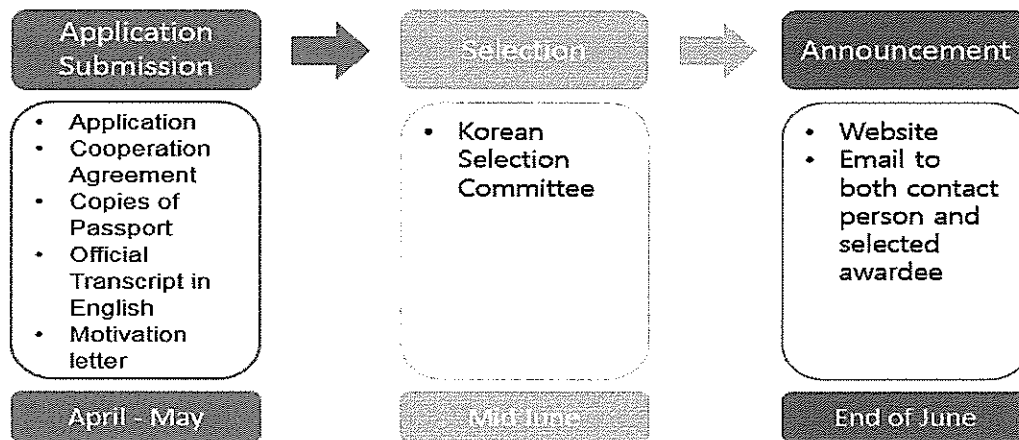 Application
Submission
Selection
Announcement
• Application
• Cooperation
Agreement
• Copies of
Passport
• Official
Transcript in
English
• Motivation
letter
• Korean
Selection
Committee
• Website
• Email to
both contact
person and
selected
awardee
April - May
Mid June
End of June